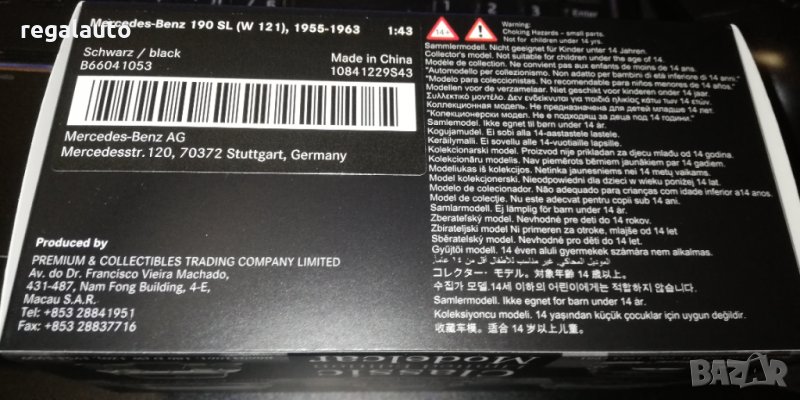 regalauto
Mercedes-Benz 190 SL (W 121), 1955-1963 1:43
Schwarz / black
B66041053
Made in China
10841229S43
Mercedes-Benz AG
Mercedesstr.120, 70372 Stuttgart, Germany
Produced by
PREMIUM & COLLECTIBLES TRADING COMPANY LIMITED
Av. do Dr. Francisco Vieira Machado,
431-487, Nam Fong Building, 4-E,
Macau S.A.R.
Tel: +853 28841951
Fax: +853 28837716
14+
Warning:
Choking Hazards - small parts.
Not for children under 14 yrs.
Sammlermodell. Nicht geeignet für Kinder unter 14 Jahren.
Collector's model. Not suitable for children under the age of 14.
Modèle de collection. Ne convient pas aux enfants de moins de 14 ans.
"Automodello per collezionismo. Non adatto per bambini di età inferiore di 14 anni."
"Modelo para coleccionistas. No recomendable para niños menores de 14 años."
Modellen voor de verzamelaar. Niet geschikt voor kinderen onder 14 jaar.
Συλλεκτικό μοντέλο. Δεν ενδείκνυται για παιδιά ηλικίας κάτω των 14 ετών.
Коллекционная модель. Не предназначена для детей младше 14 лет.
"Колекционерски модел. Не е подходящ за деца под 14 години."
Samlemodel. Ikke egnet til børn under 14 år.
Kogujamudel. Ei sobi alla 14-aastastele lastele.
Keräilymalli. Ei sovellu alle 14-vuotiaille lapsille.
Kolekcionarski model. Proizvod nije prikladan za djecu mlađu od 14 godina.
Kolekcionāru modelis. Nav piemērots bērniem jaunākiem par 14 gadiem.
Modeliukas iš kolekcijos. Netinka jaunesniems nei 14 metų vaikams.
Model kolekcjonerski. Nieodpowiedni dla dzieci w wieku poniżej 14 lat.
Modelo de colecionador. Não adequado para crianças com idade inferior a14 anos.
Model de colecţie. Nu este adecvat pentru copii sub 14 ani.
Samlarmodell. Ej lämplig för barn under 14 år.
Zberateľský model. Nevhodné pre deti do 14 rokov.
Zbirateljski model Ni primeren za otroke, mlajše od 14 let.
Sběratelský model. Nevhodné pro děti do 14 let.
Gyűjtői modell. 14 éven aluli gyermekek számára nem alkalmas.
الموديل المحاكي. غير مناسب للأطفال أقل من ١٤ عاماً.
コレクター・モデル。対象年齢 14 歳以上。
수집가 모델. 14세 이하의 어린이에게는 적합하지 않습니다.
Samlermodell. Ikke egnet for barn under 14 år.
Koleksiyoncu modeli. 14 yaşından küçük çocuklar için uygun değildir.
收藏车模。适合 14 岁以上儿童。
Classic
Modelcar
БАZАР